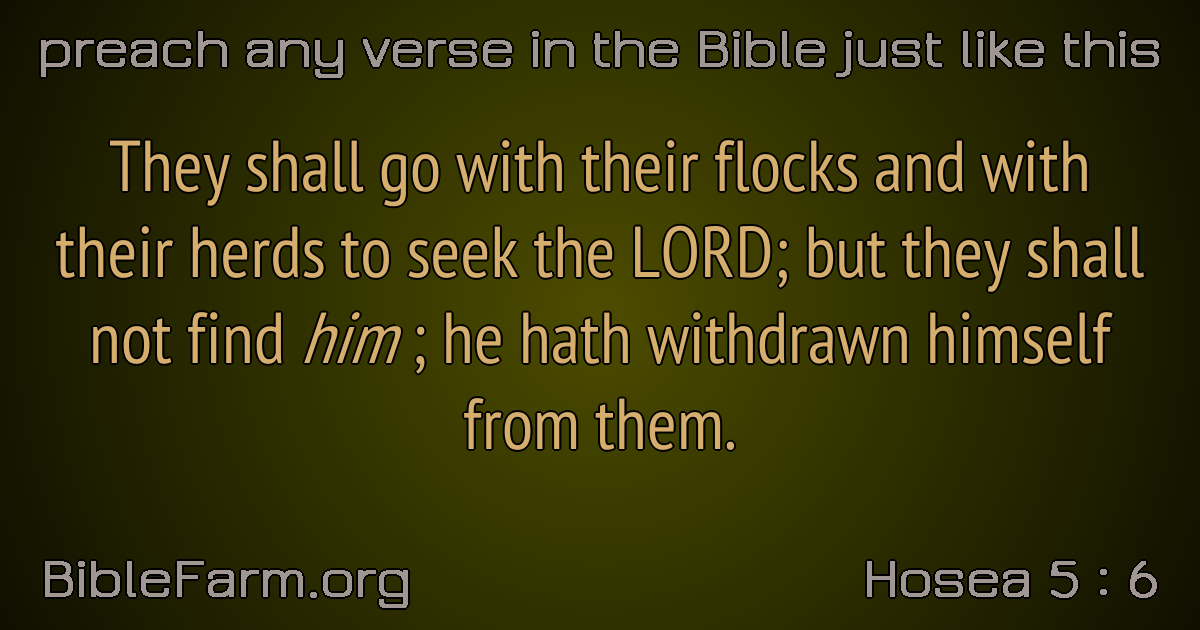 preach any verse in the Bible just like this
They shall go with their flocks and with
their herds to seek the LORD; but they shall
not find him ; he hath withdrawn himself
from them.
BibleFarm.org
Hosea 5 : 6